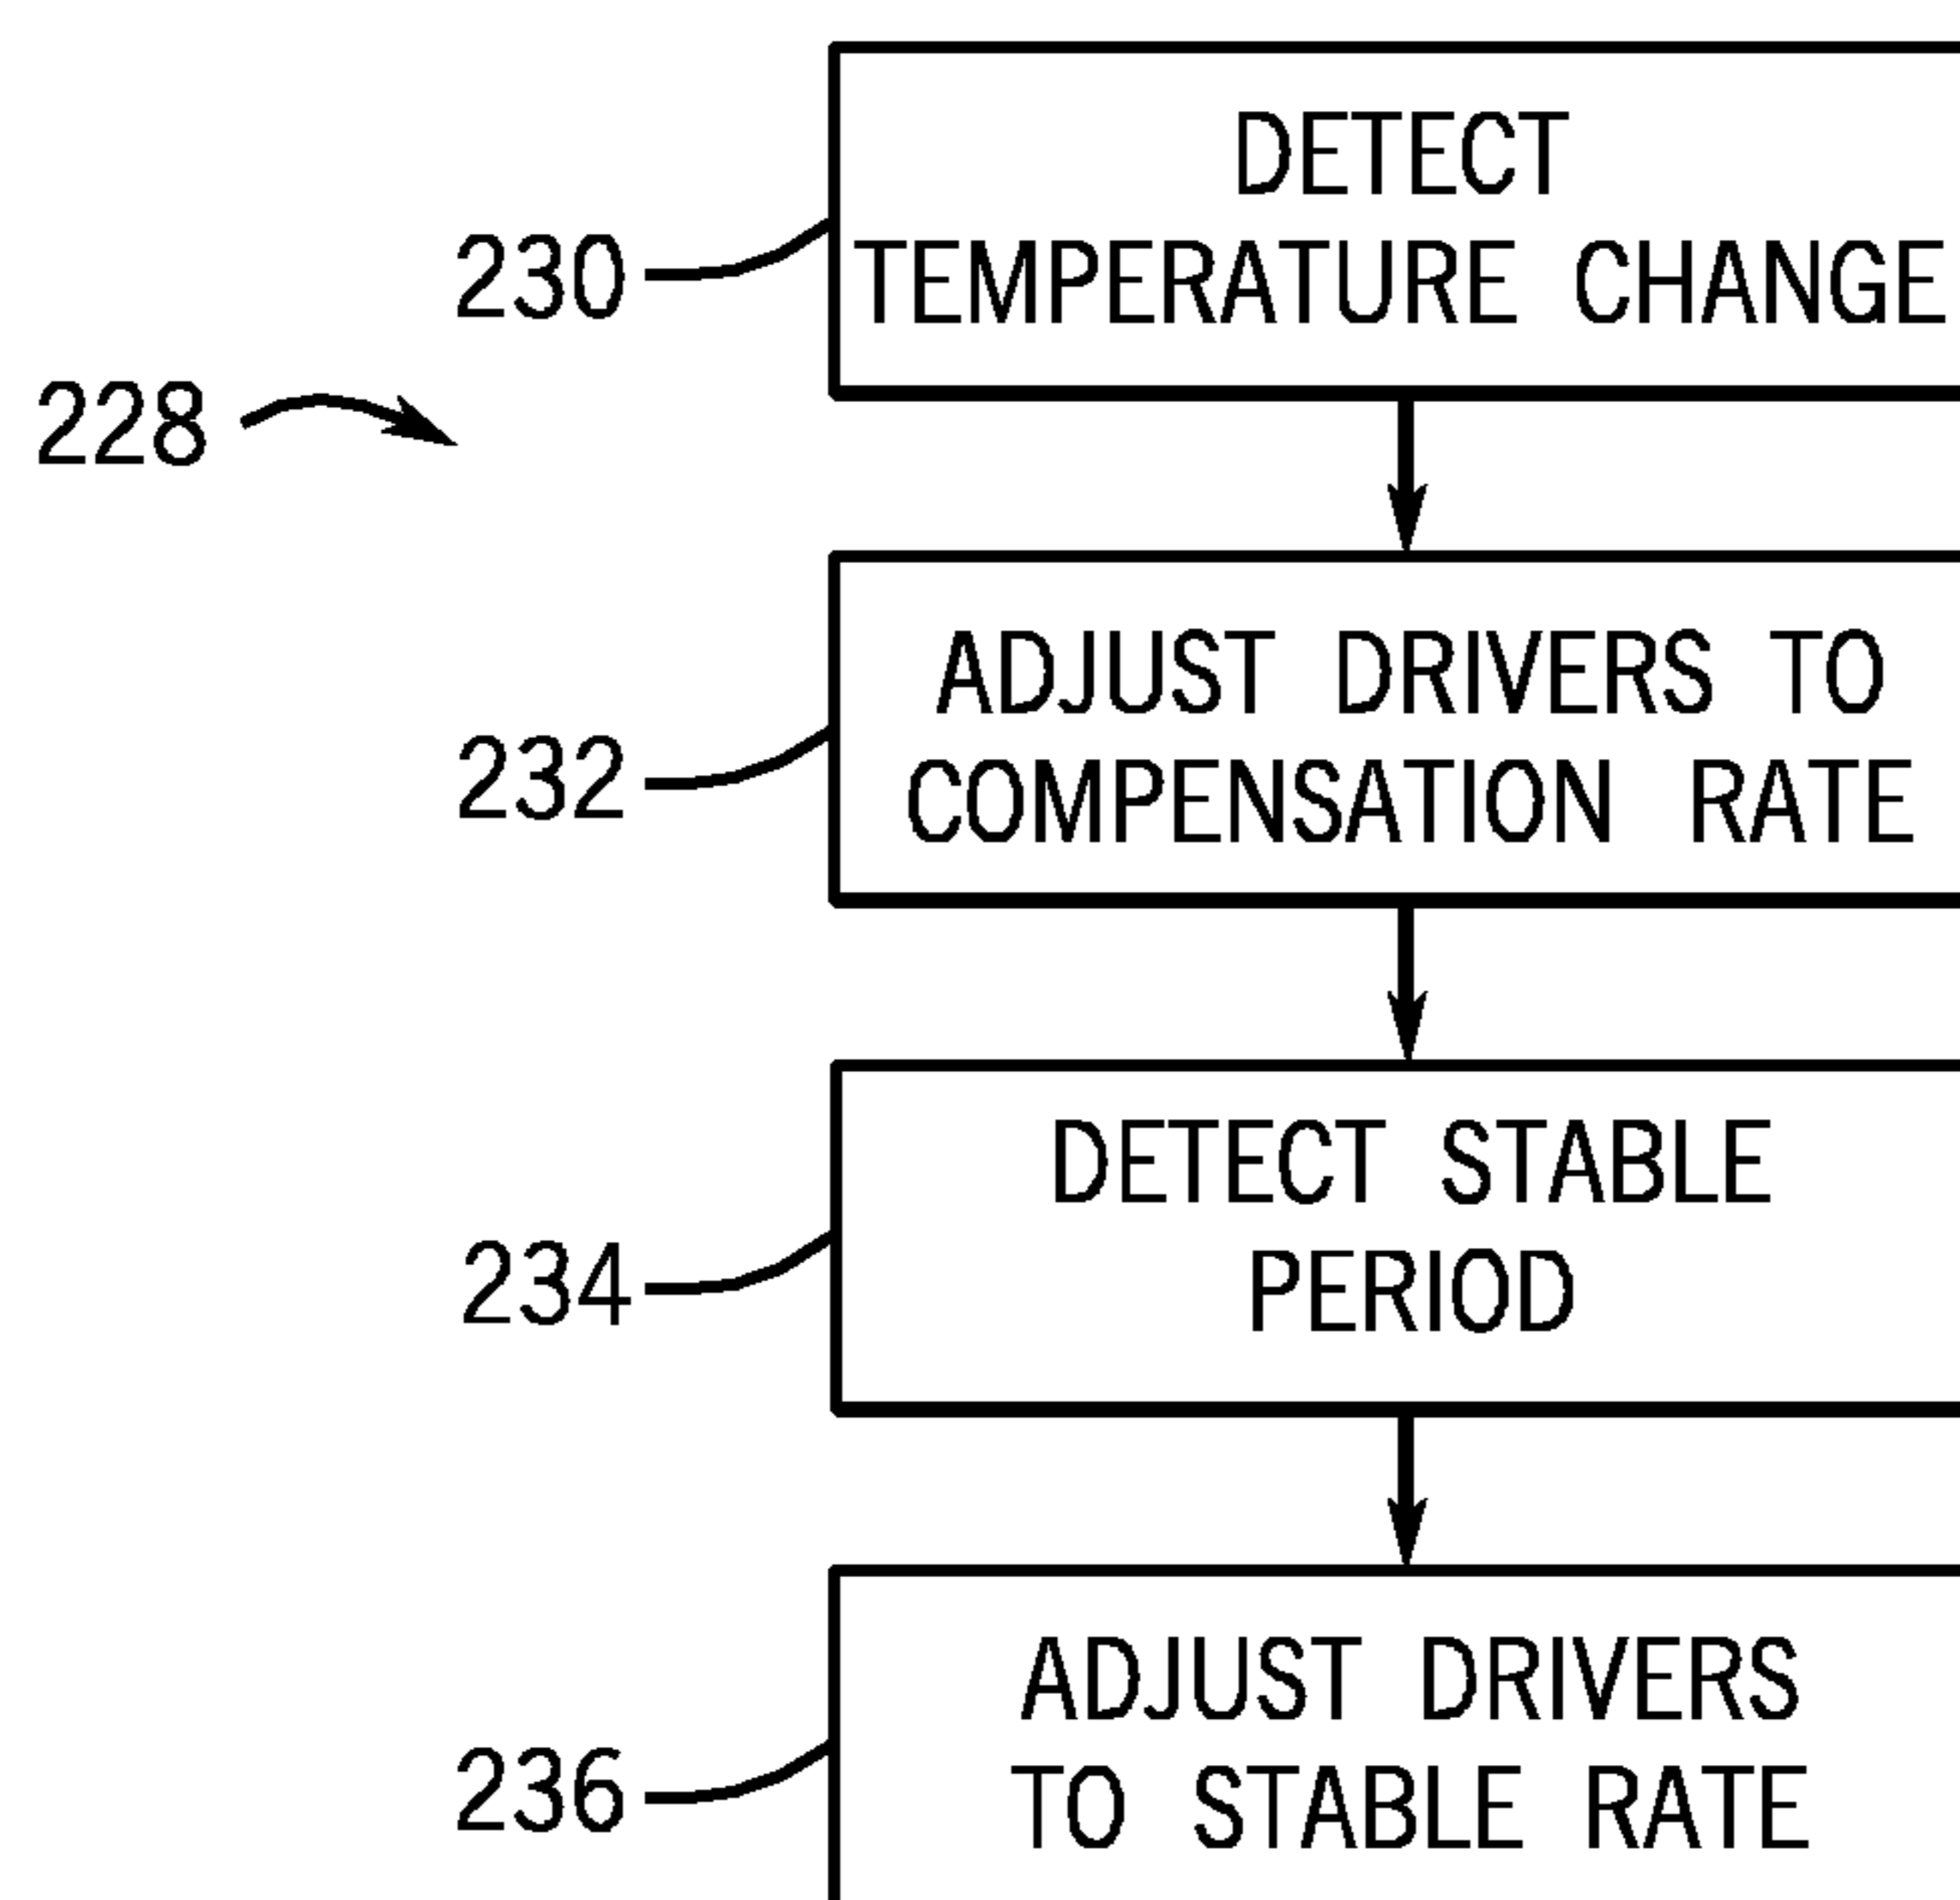 DETECT
TEMPERATURE CHANGE
230
228
ADJUST DRIVERS TO
COMPENSATION RATE
232
DETECT STABLE
PERIOD
234
ADJUST DRIVERS
TO STABLE RATE
236